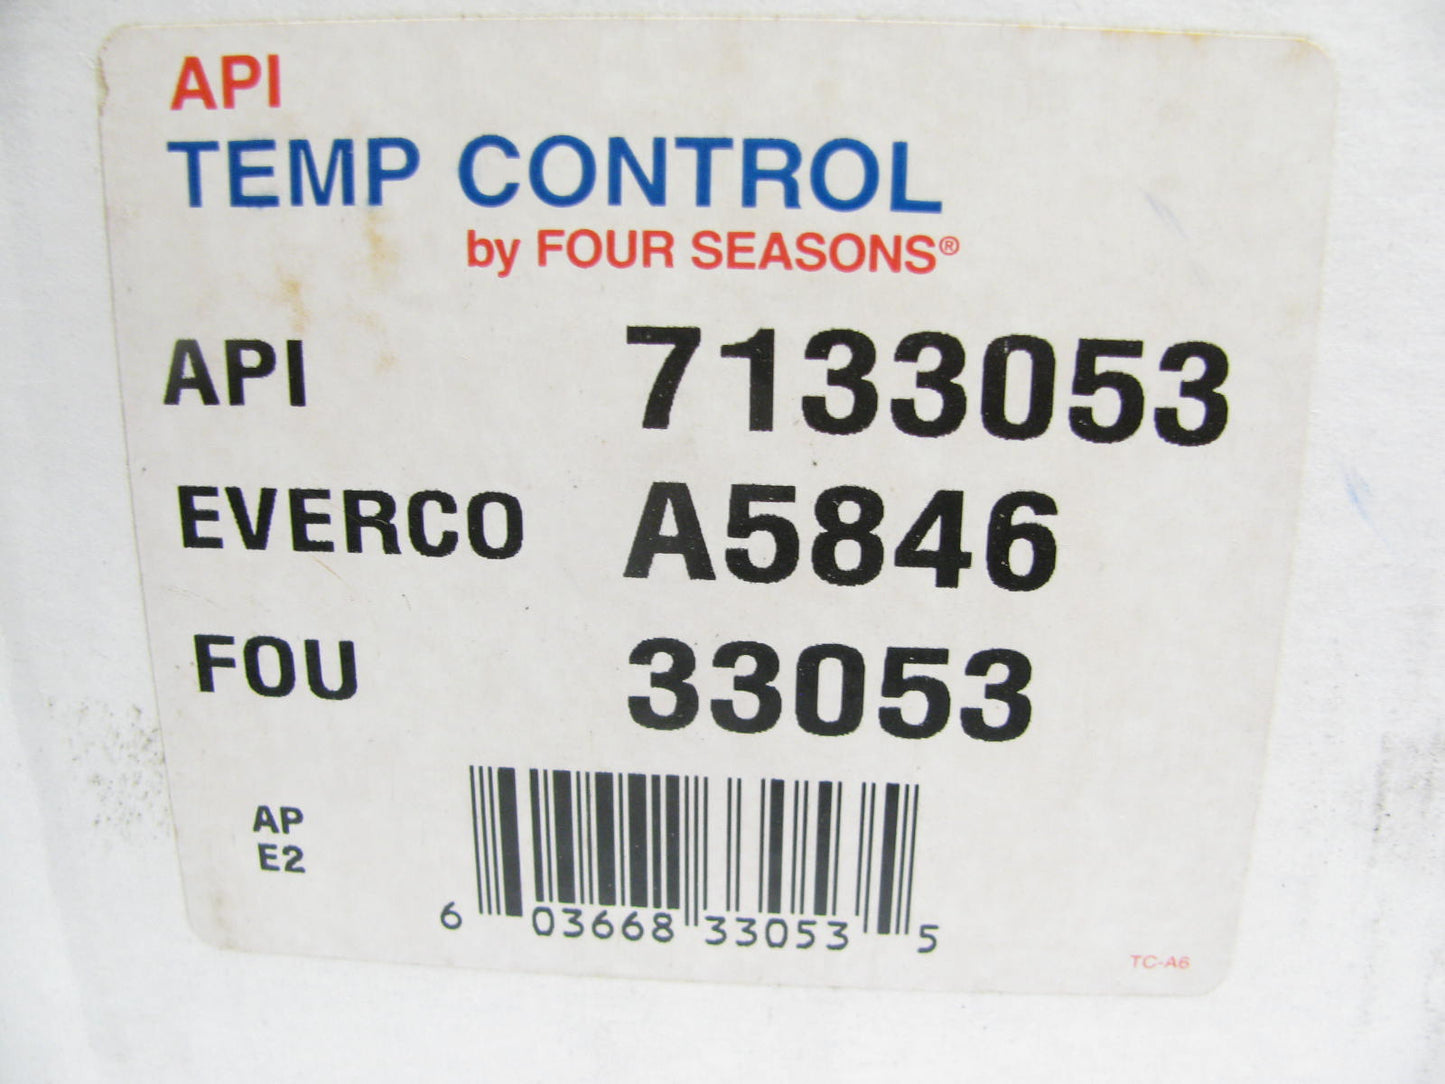 API
TEMP CONTROL
by FOUR SEASONS®
API 7133053
EVERCO A5846
FOU 33053
AP
E2
6 03668 33053 5
TC-A6